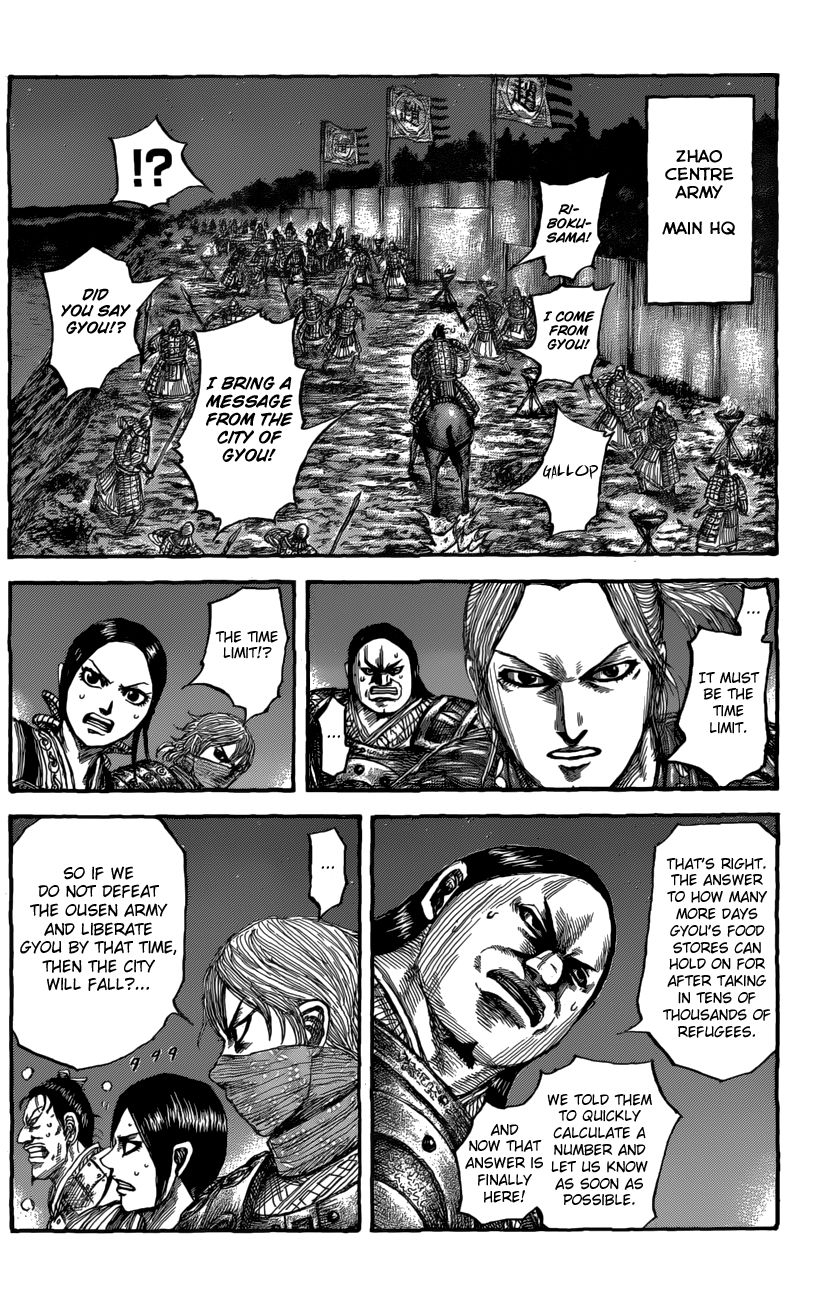 ZHAO
CENTRE
ARMY
MAIN HQ
RI-
BOKU-
SAMA!
I COME
FROM
GYOU!
GALLOP
I BRING A
MESSAGE
FROM THE
CITY OF
GYOU!
!?
DID
YOU SAY
GYOU!?
...
IT MUST
BE THE
TIME
LIMIT.
...
THE TIME
LIMIT!?
THAT'S RIGHT.
THE ANSWER
TO HOW MANY
MORE DAYS
GYOU'S FOOD
STORES CAN
HOLD ON FOR
AFTER TAKING
IN TENS OF
THOUSANDS OF
REFUGEES.
WE TOLD THEM
TO QUICKLY
CALCULATE A
NUMBER AND
LET US KNOW
AS SOON AS
POSSIBLE.
AND
NOW THAT
ANSWER IS
FINALLY
HERE!
...
SO IF WE
DO NOT DEFEAT
THE OUSEN ARMY
AND LIBERATE
GYOU BY THAT TIME,
THEN THE CITY
WILL FALL?...